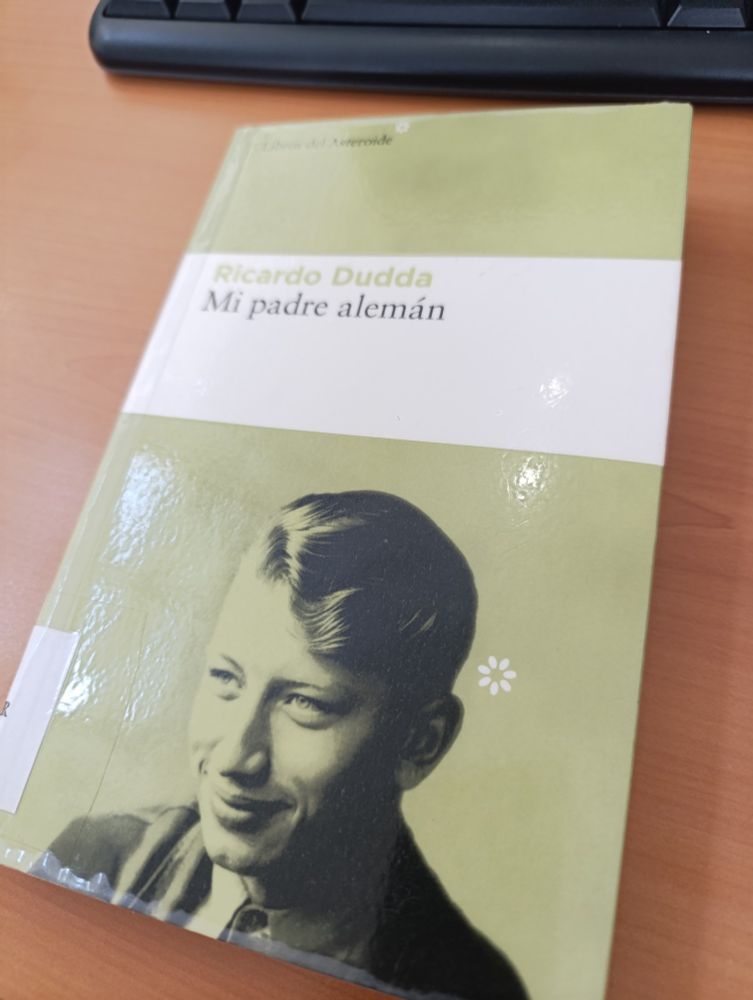 Libros del Asteroide
Ricardo Dudda
Mi padre alemán
R